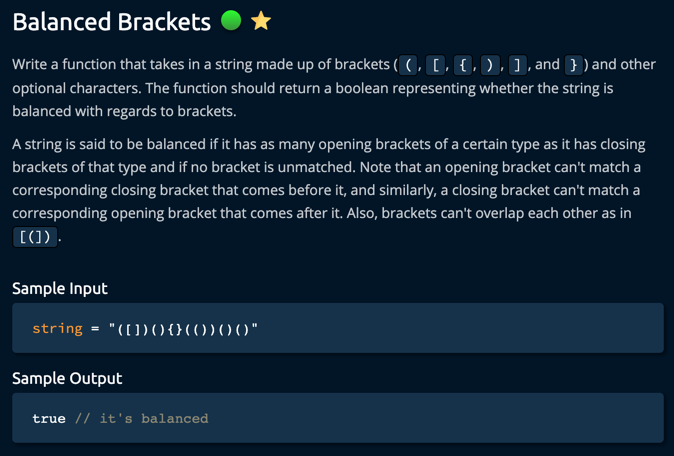 Balanced Brackets
Write a function that takes in a string made up of brackets ( (, [, {, ), ], and } ) and other
optional characters. The function should return a boolean representing whether the string is
balanced with regards to brackets.
A string is said to be balanced if it has as many opening brackets of a certain type as it has closing
brackets of that type and if no bracket is unmatched. Note that an opening bracket can't match a
corresponding closing bracket that comes before it, and similarly, a closing bracket can't match a
corresponding opening bracket that comes after it. Also, brackets can't overlap each other as in
[(]) .
Sample Input
string = "([])(){}(())()()"
Sample Output
true // it's balanced